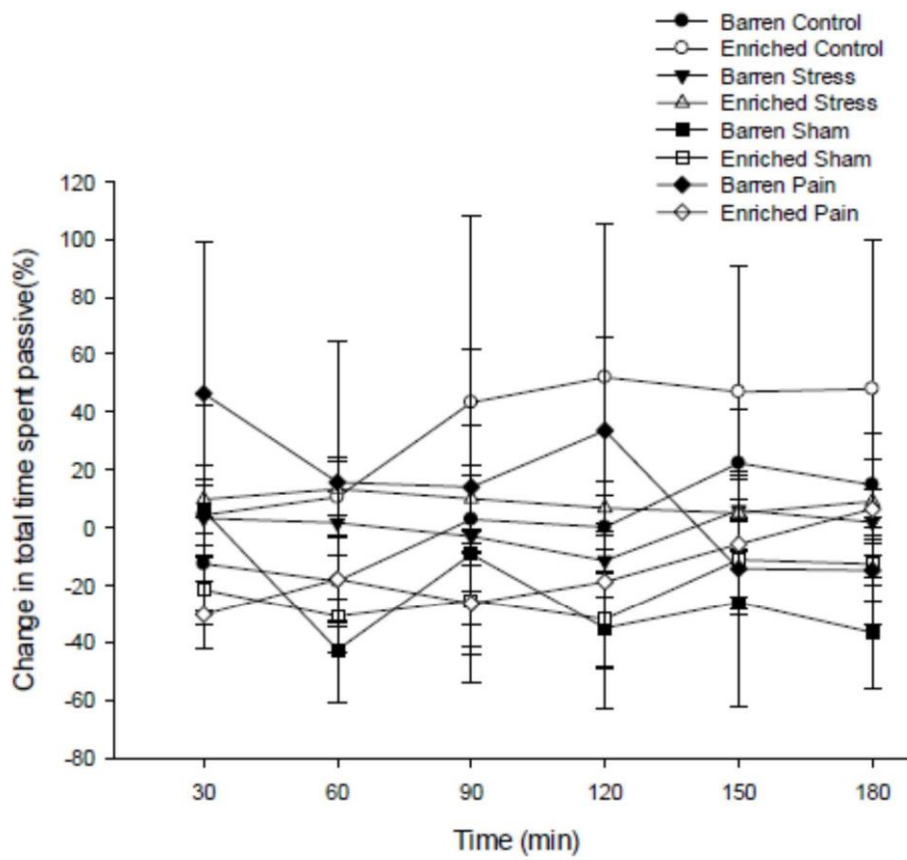 Barren Control
Enriched Control
Barren Stress
Enriched Stress
Barren Sham
Enriched Sham
Barren Pain
Enriched Pain
Change in total time spent passive(%)
120
100
80
60
40
20
0
-20
-40
-60
-80
30 60 90 120 150 180
Time (min)